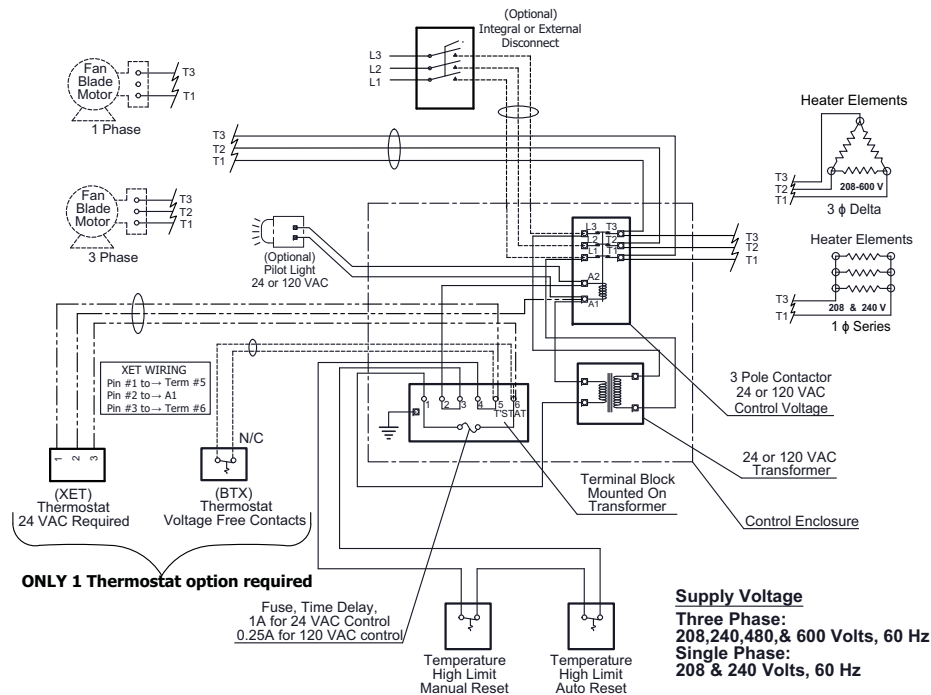 (Optional)
Integral or External
Disconnect
L3
L2
L1
Fan
Blade
Motor
T3
T1
1 Phase
T3
T2
T1
Fan
Blade
Motor
T3
T2
T1
3 Phase
(Optional)
Pilot Light
24 or 120 VAC
L3 T3
L2 T2
L1 T1
A2
A1
T3
T2
T1
Heater Elements
T3
T2
T1
208-600 V
3 ϕ Delta
Heater Elements
T3
T1
208 & 240 V
1 ϕ Series
XET WIRING
Pin #1 to→ Term #5
Pin #2 to→ A1
Pin #3 to→ Term #6
1 2 3
(XET)
Thermostat
24 VAC Required
N/C
(BTX)
Thermostat
Voltage Free Contacts
1 2 3 4 5 6
T'STAT
3 Pole Contactor
24 or 120 VAC
Control Voltage
24 or 120 VAC
Transformer
Terminal Block
Mounted On
Transformer
Control Enclosure
ONLY 1 Thermostat option required
Fuse, Time Delay,
1A for 24 VAC Control
0.25A for 120 VAC control
Temperature
High Limit
Manual Reset
Temperature
High Limit
Auto Reset
Supply Voltage
Three Phase:
208,240,480,& 600 Volts, 60 Hz
Single Phase:
208 & 240 Volts, 60 Hz